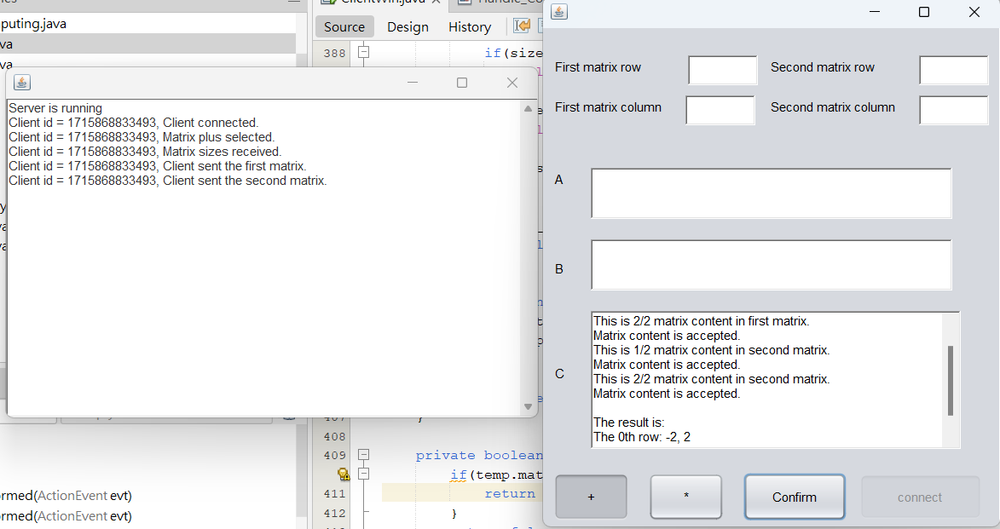 puting.java
va
va
ClientWin.java
Source Design History
388 if(size
Server is running
Client id = 1715868833493, Client connected.
Client id = 1715868833493, Matrix plus selected.
Client id = 1715868833493, Matrix sizes received.
Client id = 1715868833493, Client sent the first matrix.
Client id = 1715868833493, Client sent the second matrix.
407 }
408
409 private boolean
if(temp.mat
411 return
412 }
ormed(ActionEvent evt)
ormed(ActionEvent evt)
First matrix row Second matrix row
First matrix column Second matrix column
A
B
C
This is 2/2 matrix content in first matrix.
Matrix content is accepted.
This is 1/2 matrix content in second matrix.
Matrix content is accepted.
This is 2/2 matrix content in second matrix.
Matrix content is accepted.
The result is:
The 0th row: -2, 2
+ * Confirm connect